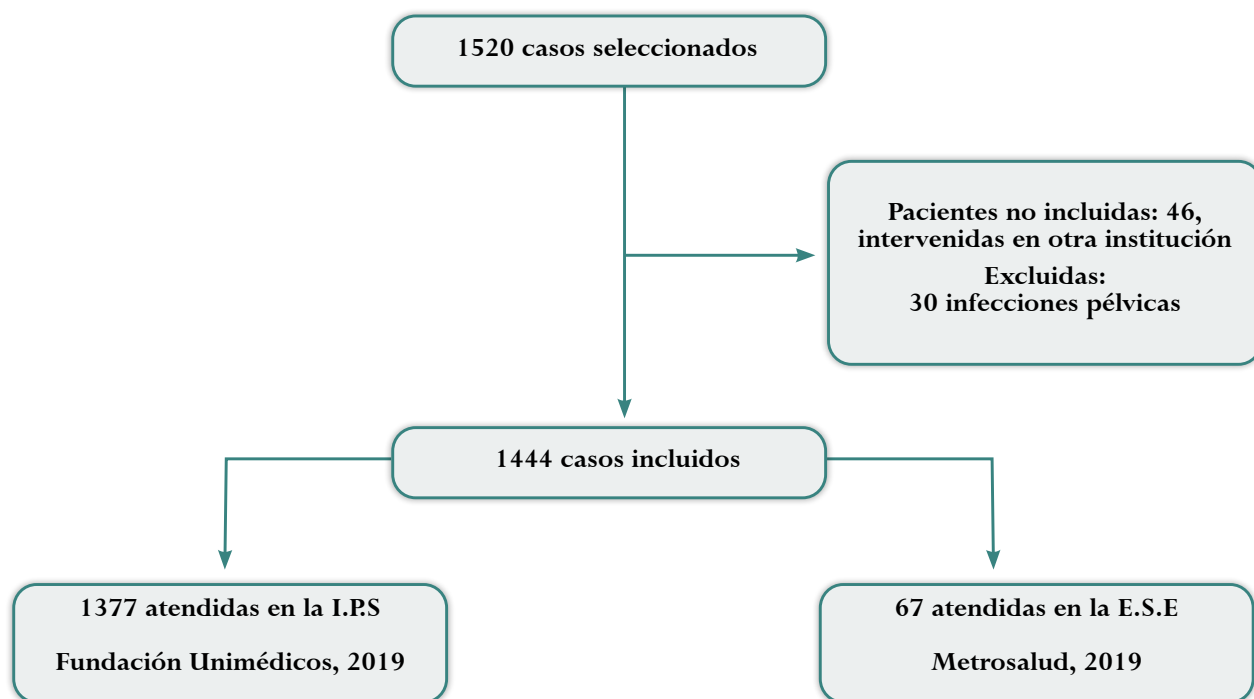 1520 casos seleccionados
Pacientes no incluidas: 46,
intervenidas en otra institución
Excluidas:
30 infecciones pélvicas
1444 casos incluidos
1377 atendidas en la I.P.S
Fundación Unimédicos, 2019
67 atendidas en la E.S.E
Metrosalud, 2019